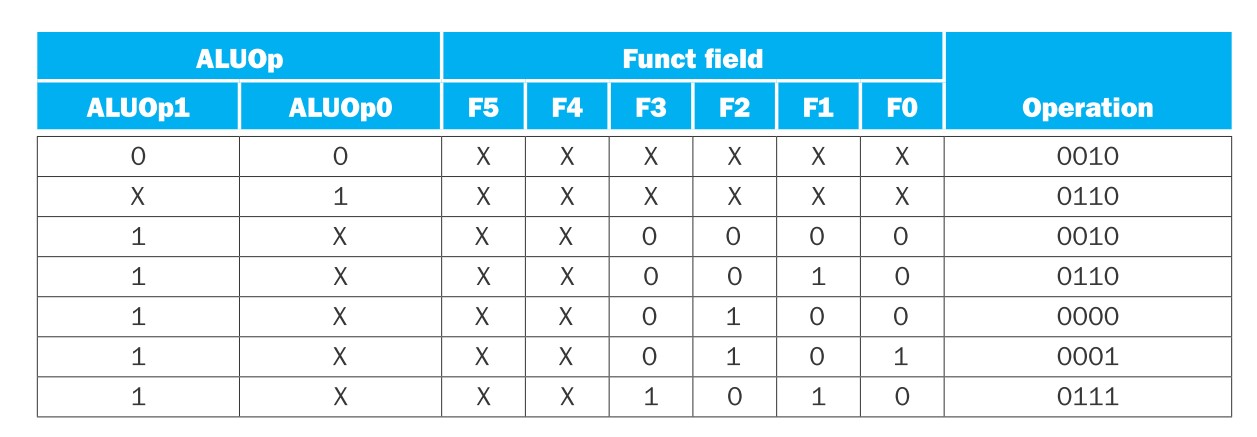 ALUOp Funct field Operation
ALUOp1 ALUOp0 F5 F4 F3 F2 F1 F0
0 0 X X X X X X 0010
X 1 X X X X X X 0110
1 X X X 0 0 0 0 0010
1 X X X 0 0 1 0 0110
1 X X X 0 1 0 0 0000
1 X X X 0 1 0 1 0001
1 X X X 1 0 1 0 0111